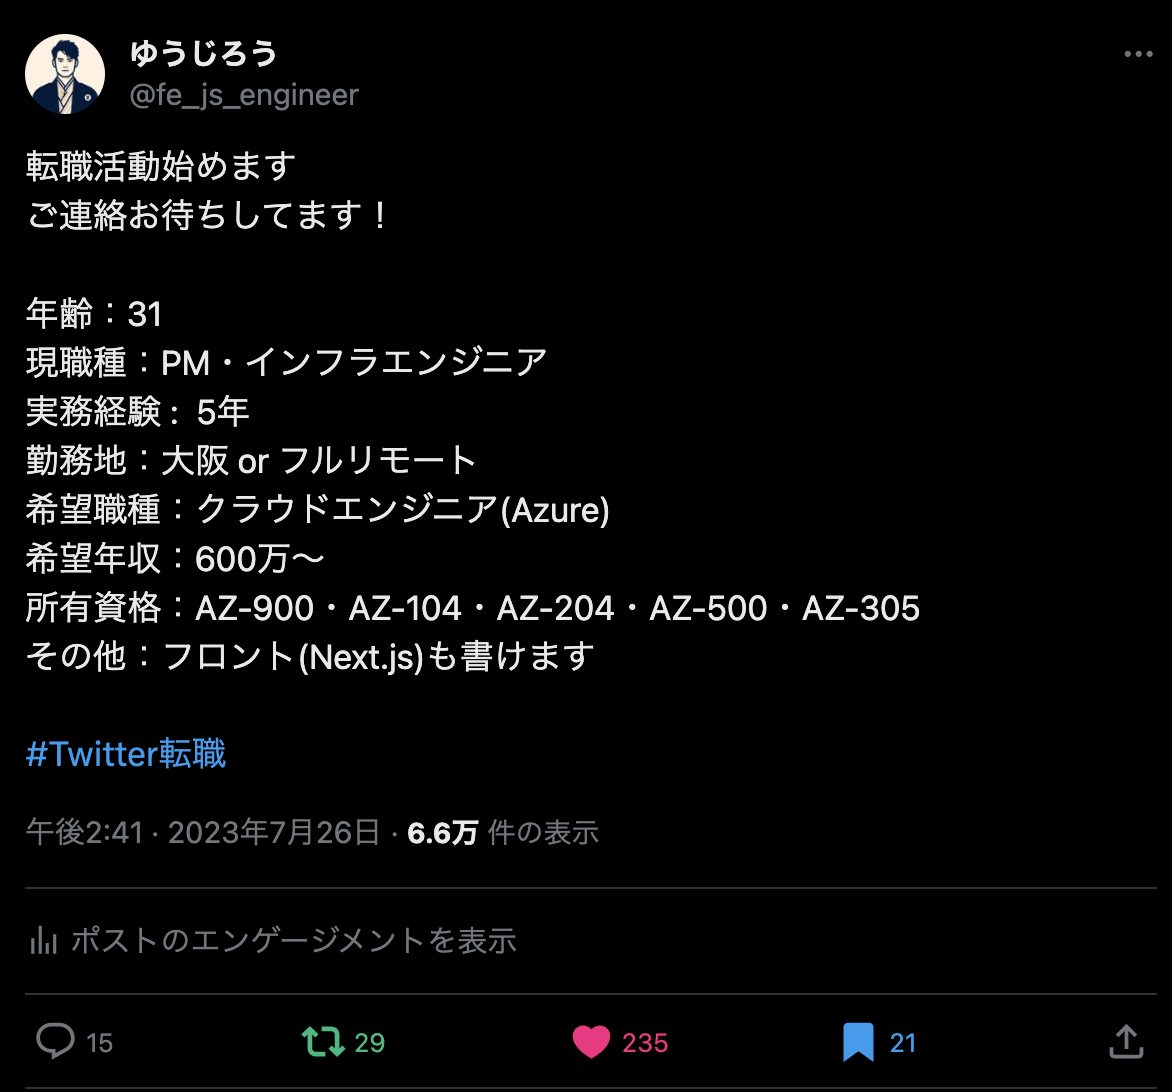 ゆうじろう
@fe_js_engineer
転職活動始めます
ご連絡お待ちしてます！
年齢：31
現職種：PM・インフラエンジニア
実務経験 :  5年
勤務地：大阪 or フルリモート
希望職種：クラウドエンジニア(Azure)
希望年収：600万〜
所有資格：AZ-900・AZ-104・AZ-204・AZ-500・AZ-305
その他：フロント(Next.js)も書けます
#Twitter転職
午後2:41 · 2023年7月26日 · 6.6万 件の表示
ポストのエンゲージメントを表示
15 29 235 21